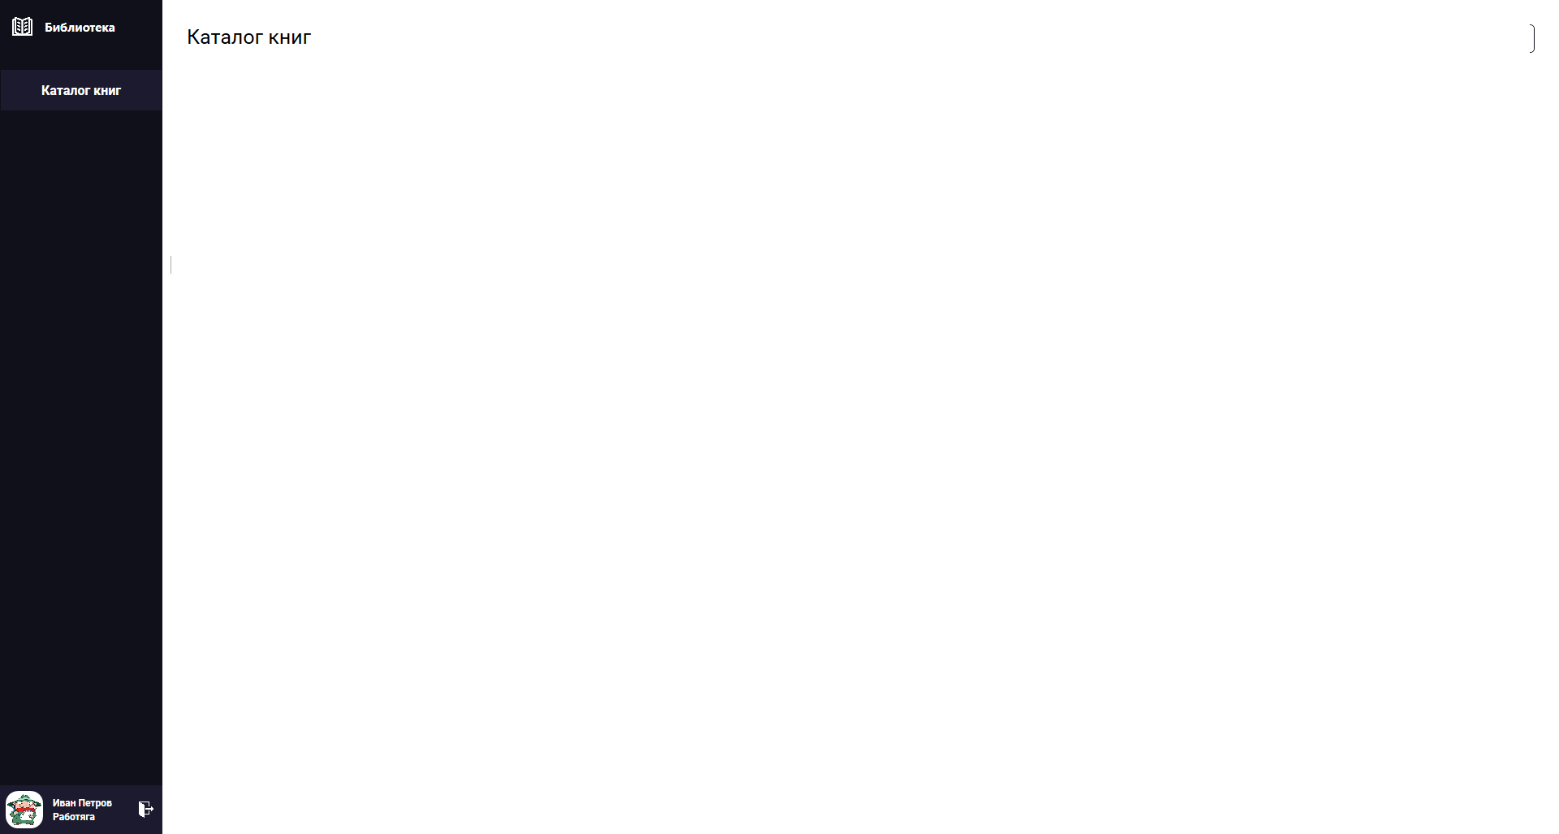 Библиотека
Каталог книг
Каталог книг
Иван Петров
Работяга